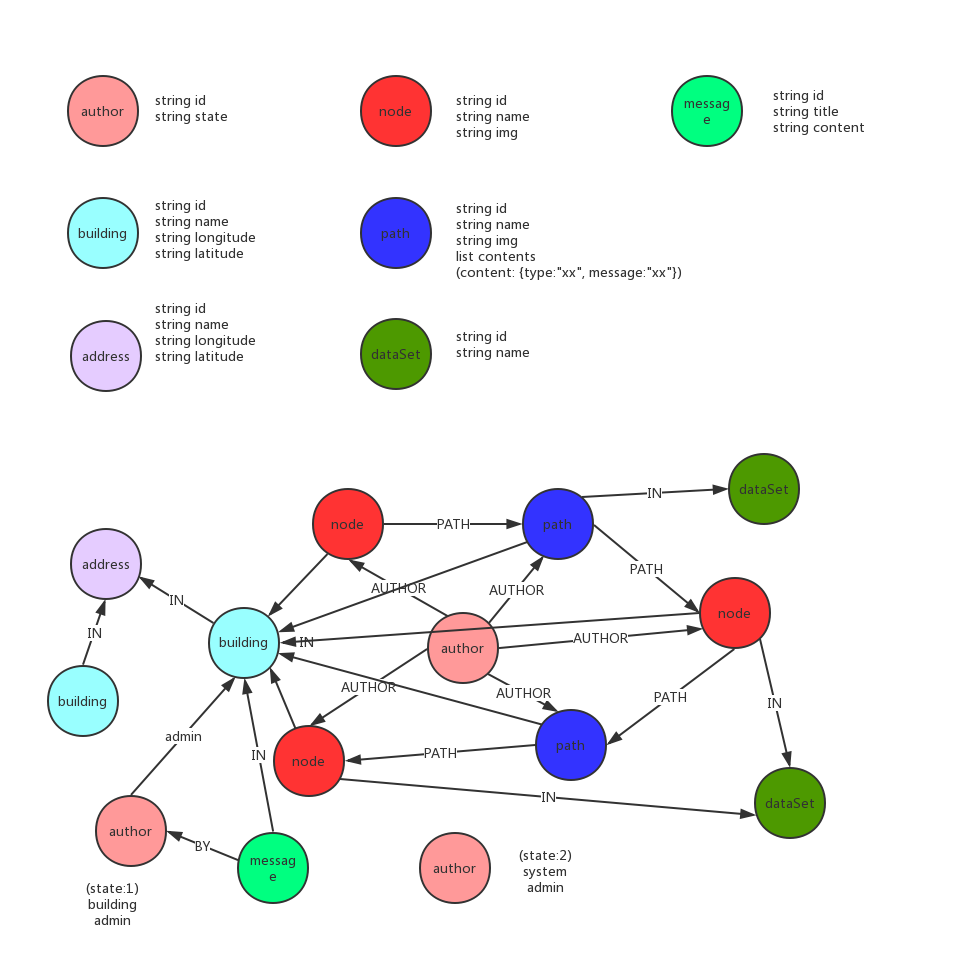 author
string id
string state
node
string id
string name
string img
messag
e
string id
string title
string content
building
string id
string name
string longitude
string latitude
path
string id
string name
string img
list contents
(content: {type:"xx", message:"xx"})
address
string id
string name
string longitude
string latitude
dataSet
string id
string name
dataSet
IN
node
PATH
path
address
PATH
AUTHOR
AUTHOR
IN
node
IN
building
IN
author
AUTHOR
building
AUTHOR
AUTHOR
PATH
IN
admin
path
IN
PATH
node
IN
dataSet
author
BY
messag
e
author
(state:2)
system
admin
(state:1)
building
admin